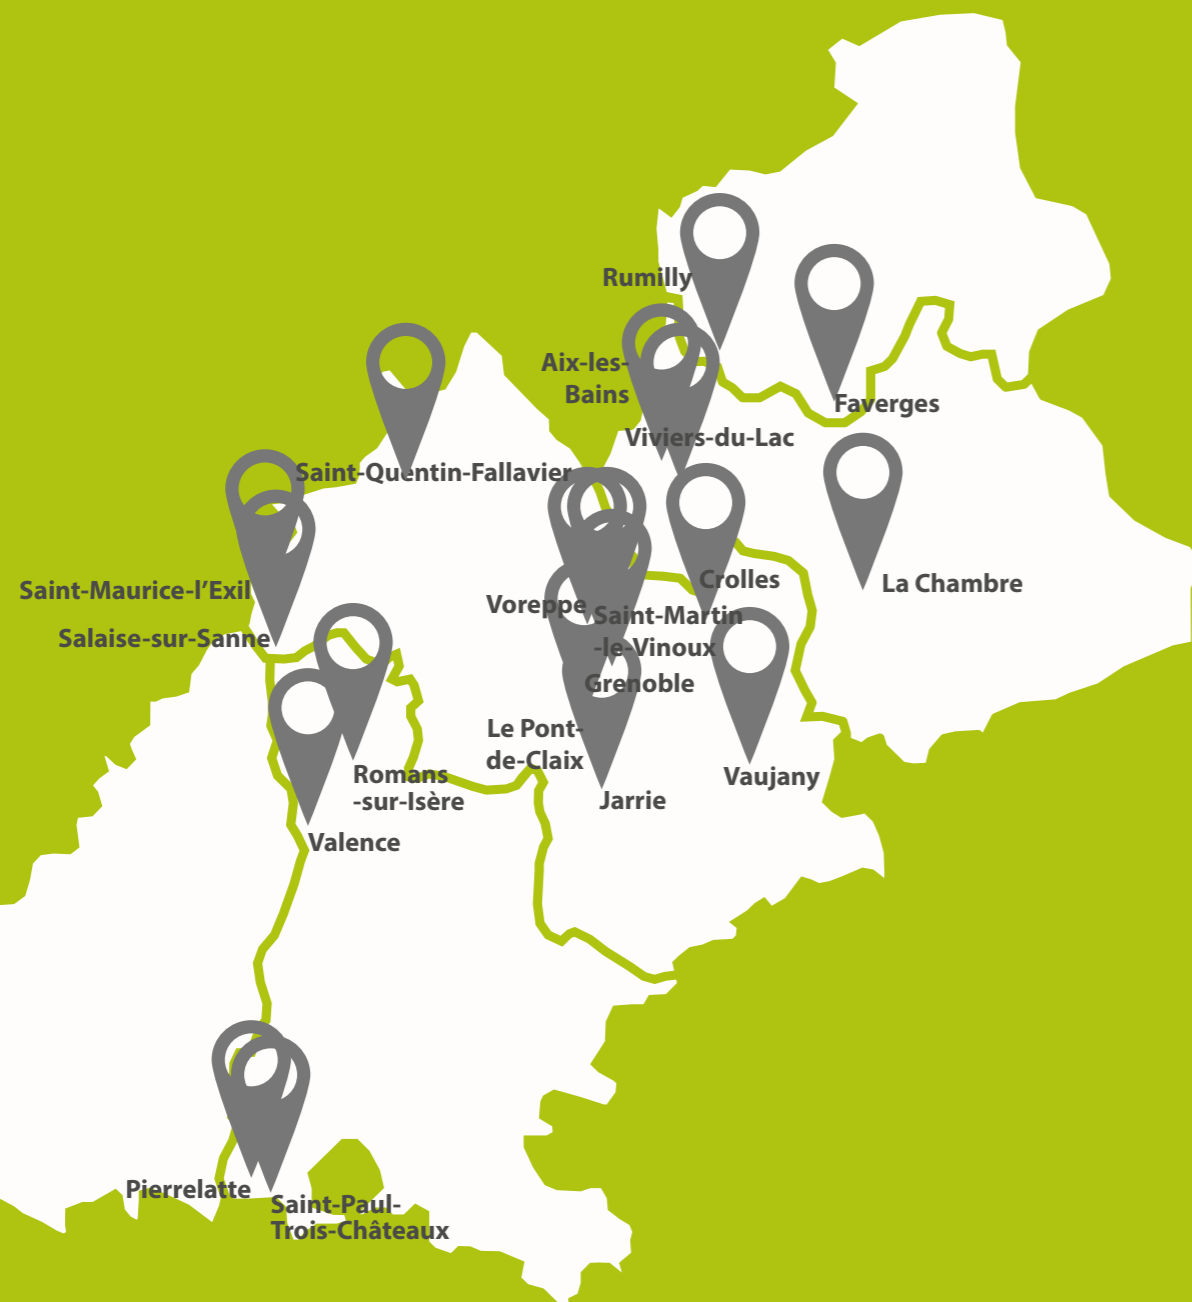 Rumilly
Aix-les-
Bains
Faverges
Viviers-du-Lac
Saint-Quentin-Fallavier
Crolles
La Chambre
Saint-Maurice-l’Exil
Voreppe
Saint-Martin
-le-Vinoux
Salaise-sur-Sanne
Grenoble
Le Pont-
de-Claix
Vaujany
Romans
-sur-Isère
Jarrie
Valence
Pierrelatte
Saint-Paul-
Trois-Châteaux